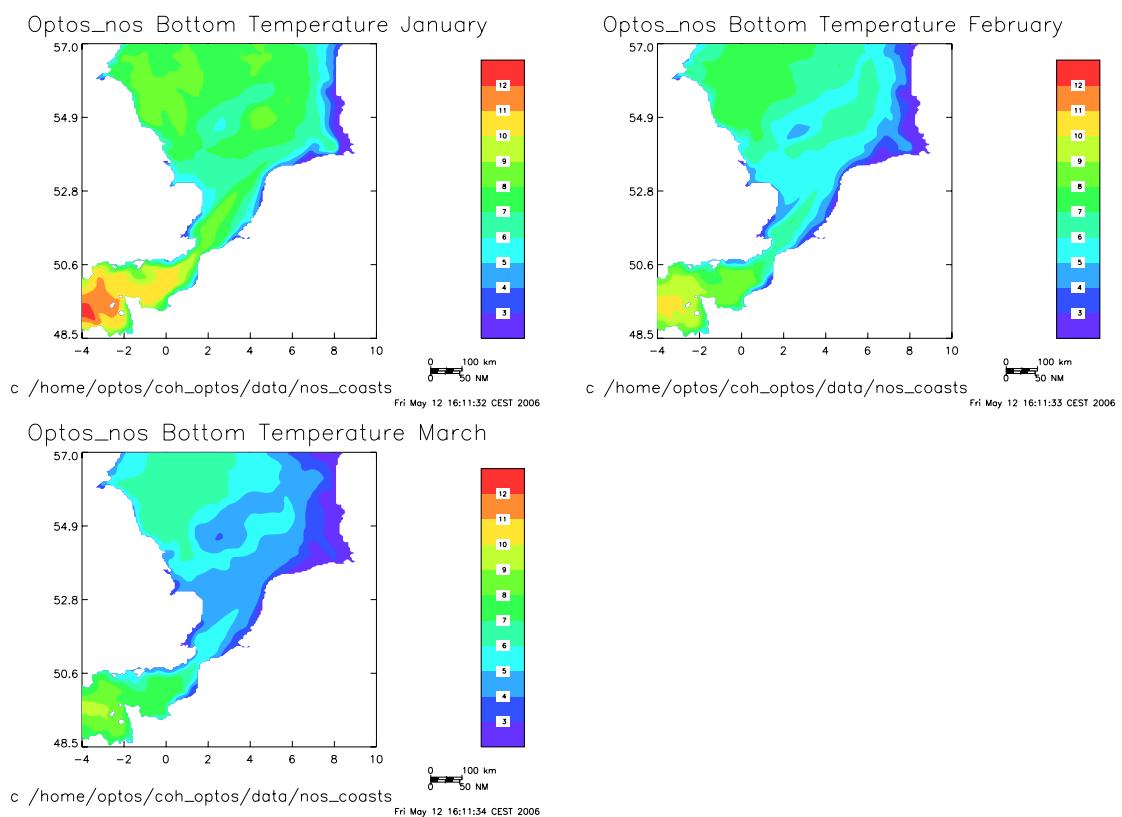 Optos_nos Bottom Temperature January
57.0
54.9
52.8
50.6
48.5
−4 −2 0 2 4 6 8 10
12
11
10
9
8
7
6
5
4
3
0 100 km
0 50 NM
c /home/optos/coh_optos/data/nos_coasts
Fri May 12 16:11:32 CEST 2006
Optos_nos Bottom Temperature February
57.0
54.9
52.8
50.6
48.5
−4 −2 0 2 4 6 8 10
12
11
10
9
8
7
6
5
4
3
0 100 km
0 50 NM
c /home/optos/coh_optos/data/nos_coasts
Fri May 12 16:11:33 CEST 2006
Optos_nos Bottom Temperature March
57.0
54.9
52.8
50.6
48.5
−4 −2 0 2 4 6 8 10
12
11
10
9
8
7
6
5
4
3
0 100 km
0 50 NM
c /home/optos/coh_optos/data/nos_coasts
Fri May 12 16:11:34 CEST 2006